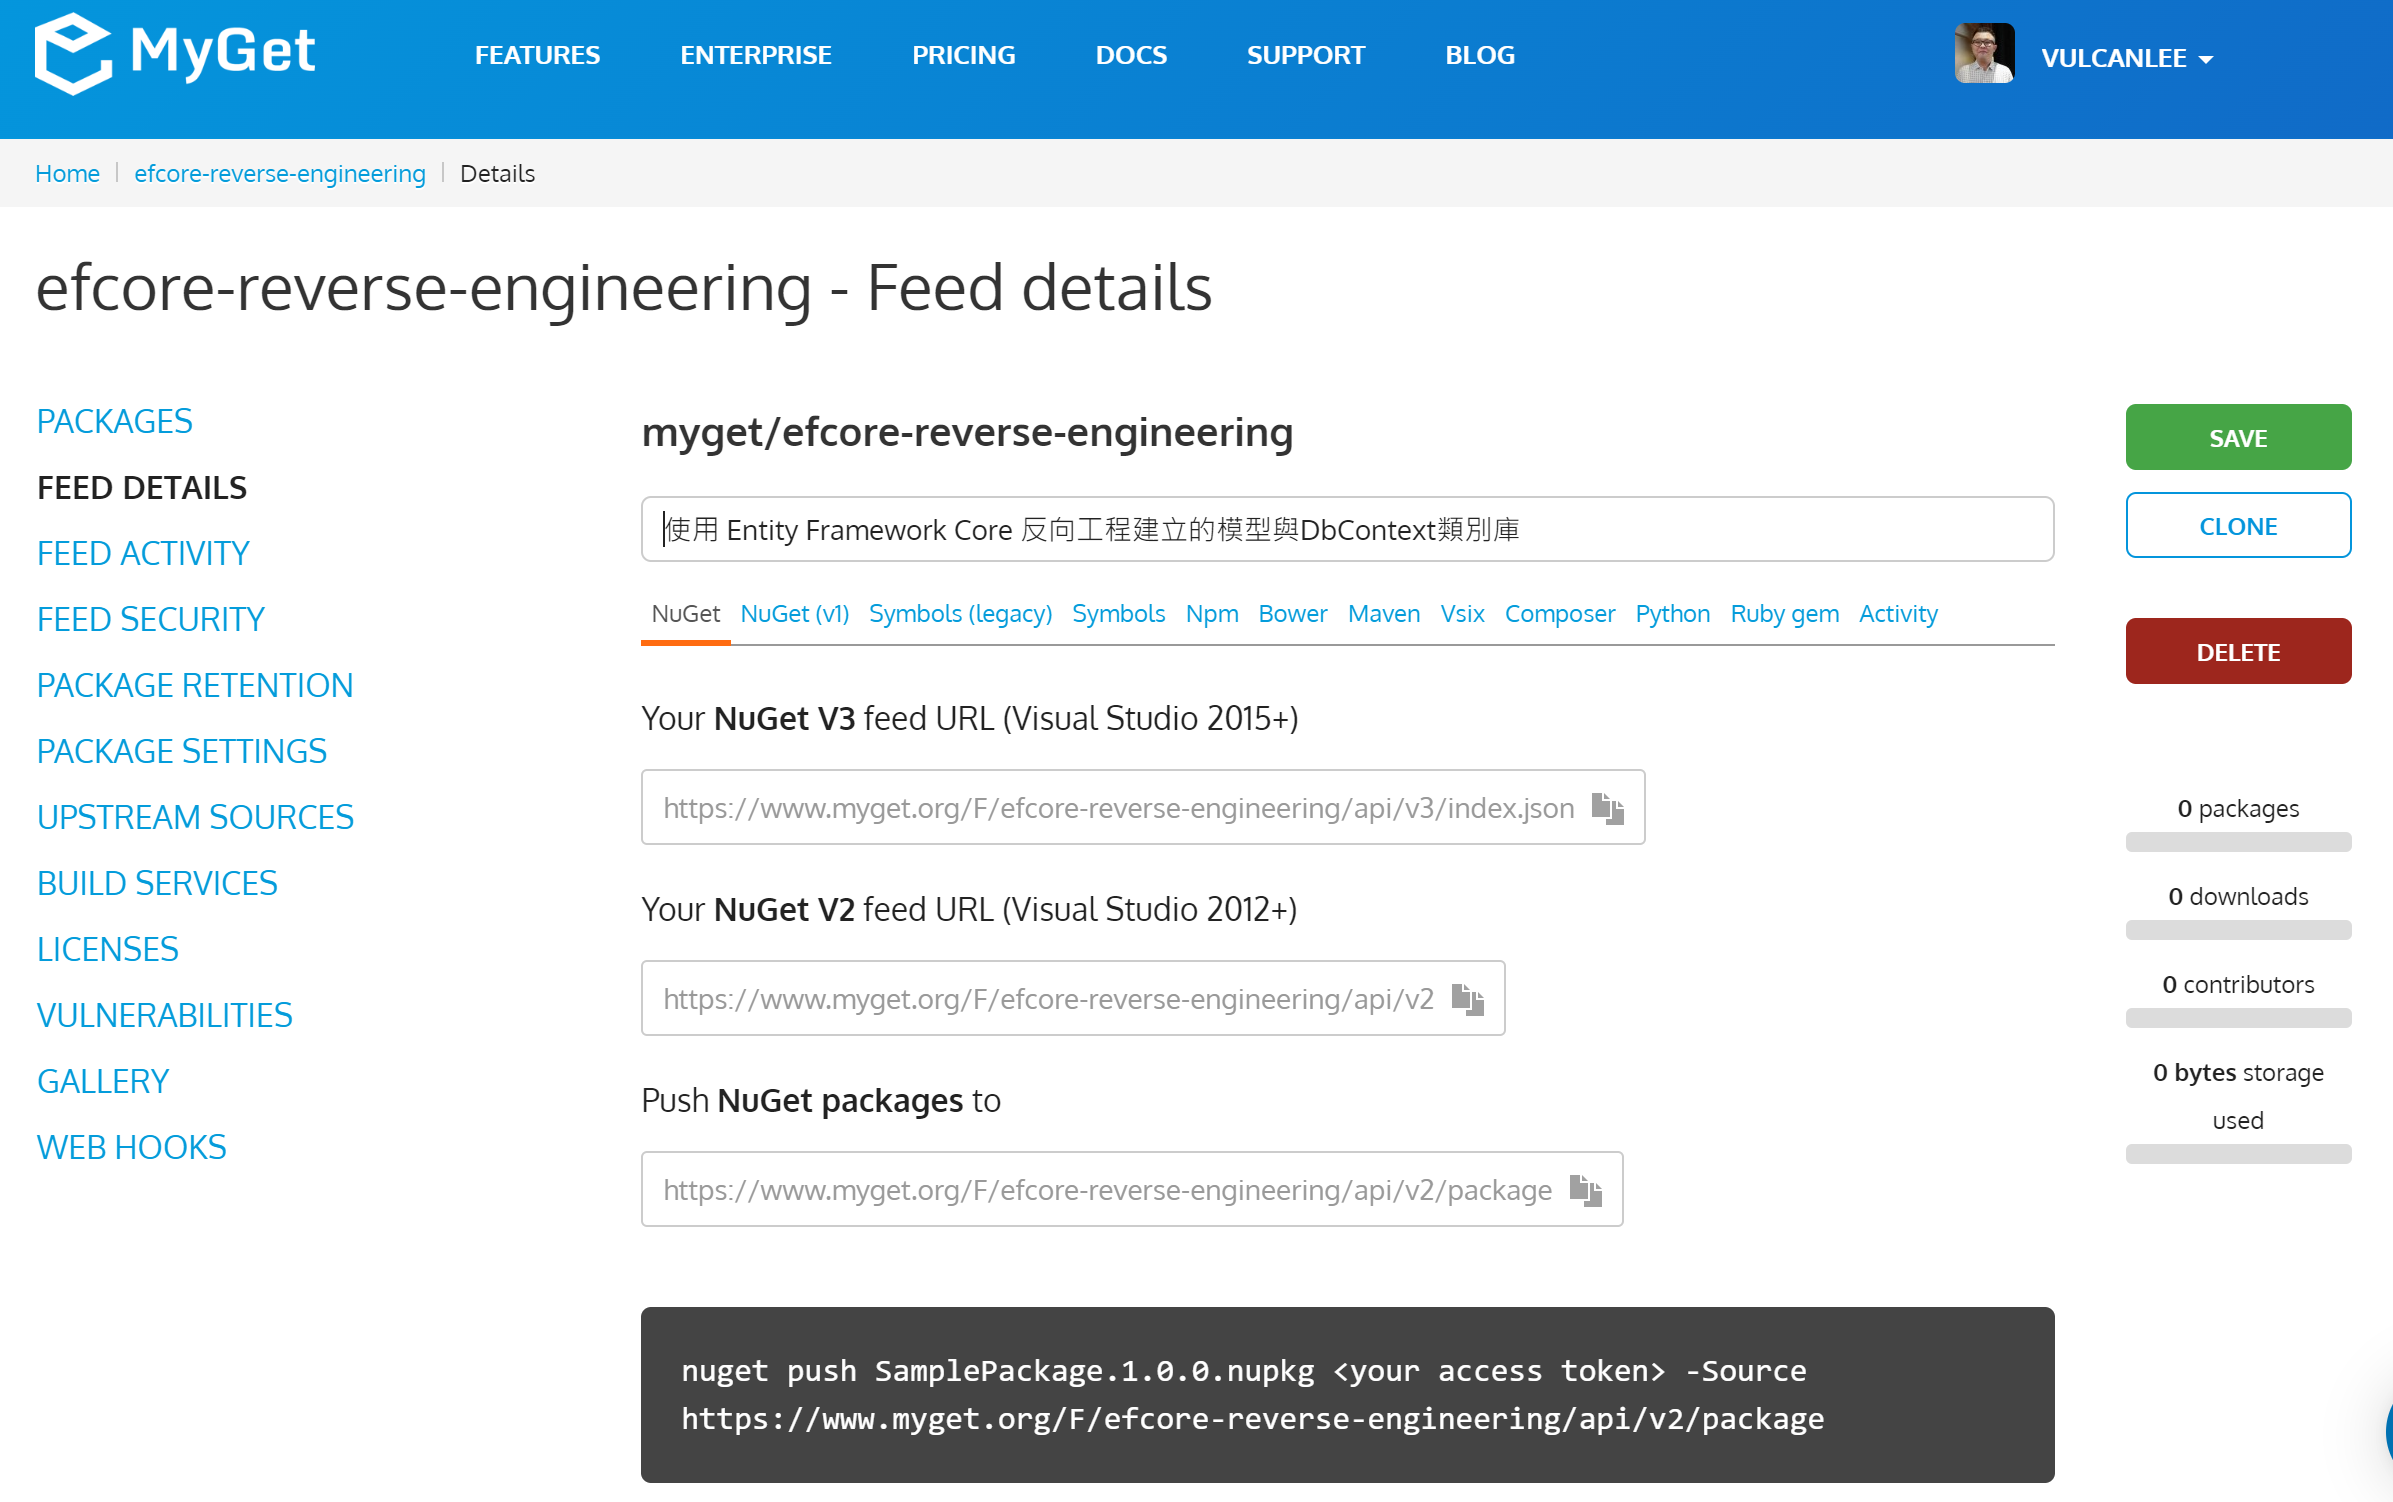 MyGet
FEATURES ENTERPRISE PRICING DOCS SUPPORT BLOG VULCANLEE
Home efcore-reverse-engineering Details
efcore-reverse-engineering - Feed details
PACKAGES
FEED DETAILS
FEED ACTIVITY
FEED SECURITY
PACKAGE RETENTION
PACKAGE SETTINGS
UPSTREAM SOURCES
BUILD SERVICES
LICENSES
VULNERABILITIES
GALLERY
WEB HOOKS
myget/efcore-reverse-engineering
使用 Entity Framework Core 反向工程建立的模型與DbContext類別庫
NuGet NuGet (v1) Symbols (legacy) Symbols Npm Bower Maven Vsix Composer Python Ruby gem Activity
Your NuGet V3 feed URL (Visual Studio 2015+)
https://www.myget.org/F/efcore-reverse-engineering/api/v3/index.json
Your NuGet V2 feed URL (Visual Studio 2012+)
https://www.myget.org/F/efcore-reverse-engineering/api/v2
Push NuGet packages to
https://www.myget.org/F/efcore-reverse-engineering/api/v2/package
nuget push SamplePackage.1.0.0.nupkg <your access token> -Source
https://www.myget.org/F/efcore-reverse-engineering/api/v2/package
SAVE
CLONE
DELETE
0 packages
0 downloads
0 contributors
0 bytes storage
used